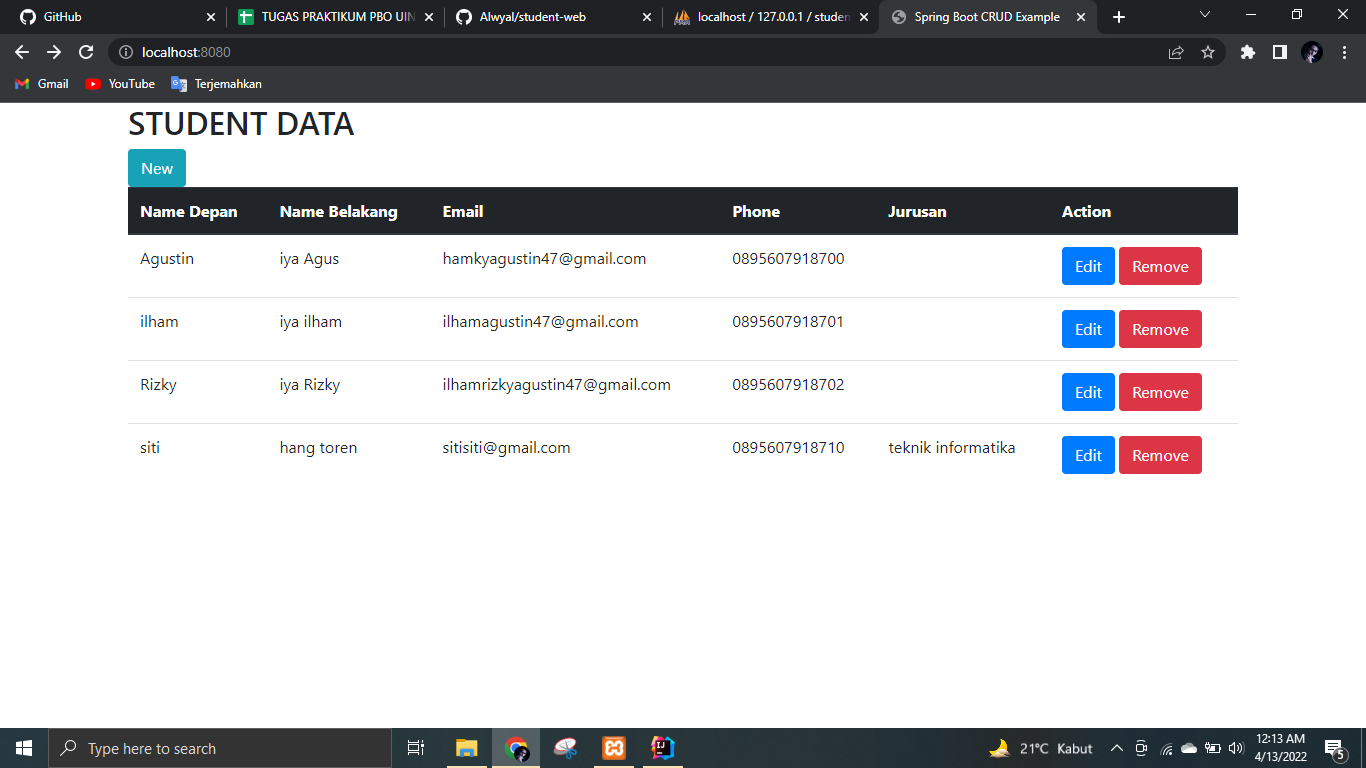 GitHub
TUGAS PRAKTIKUM PBO UIN
Alwyal/student-web
localhost / 127.0.0.1 / studen
Spring Boot CRUD Example
localhost:8080
Gmail
YouTube
Terjemahkan
STUDENT DATA
New
Name Depan Name Belakang Email Phone Jurusan Action
Agustin iya Agus hamkyagustin47@gmail.com 0895607918700 Edit Remove
ilham iya ilham ilhamagustin47@gmail.com 0895607918701 Edit Remove
Rizky iya Rizky ilhamrizkyagustin47@gmail.com 0895607918702 Edit Remove
siti hang toren sitisiti@gmail.com 0895607918710 teknik informatika Edit Remove
Type here to search
21°C Kabut
12:13 AM
4/13/2022
5